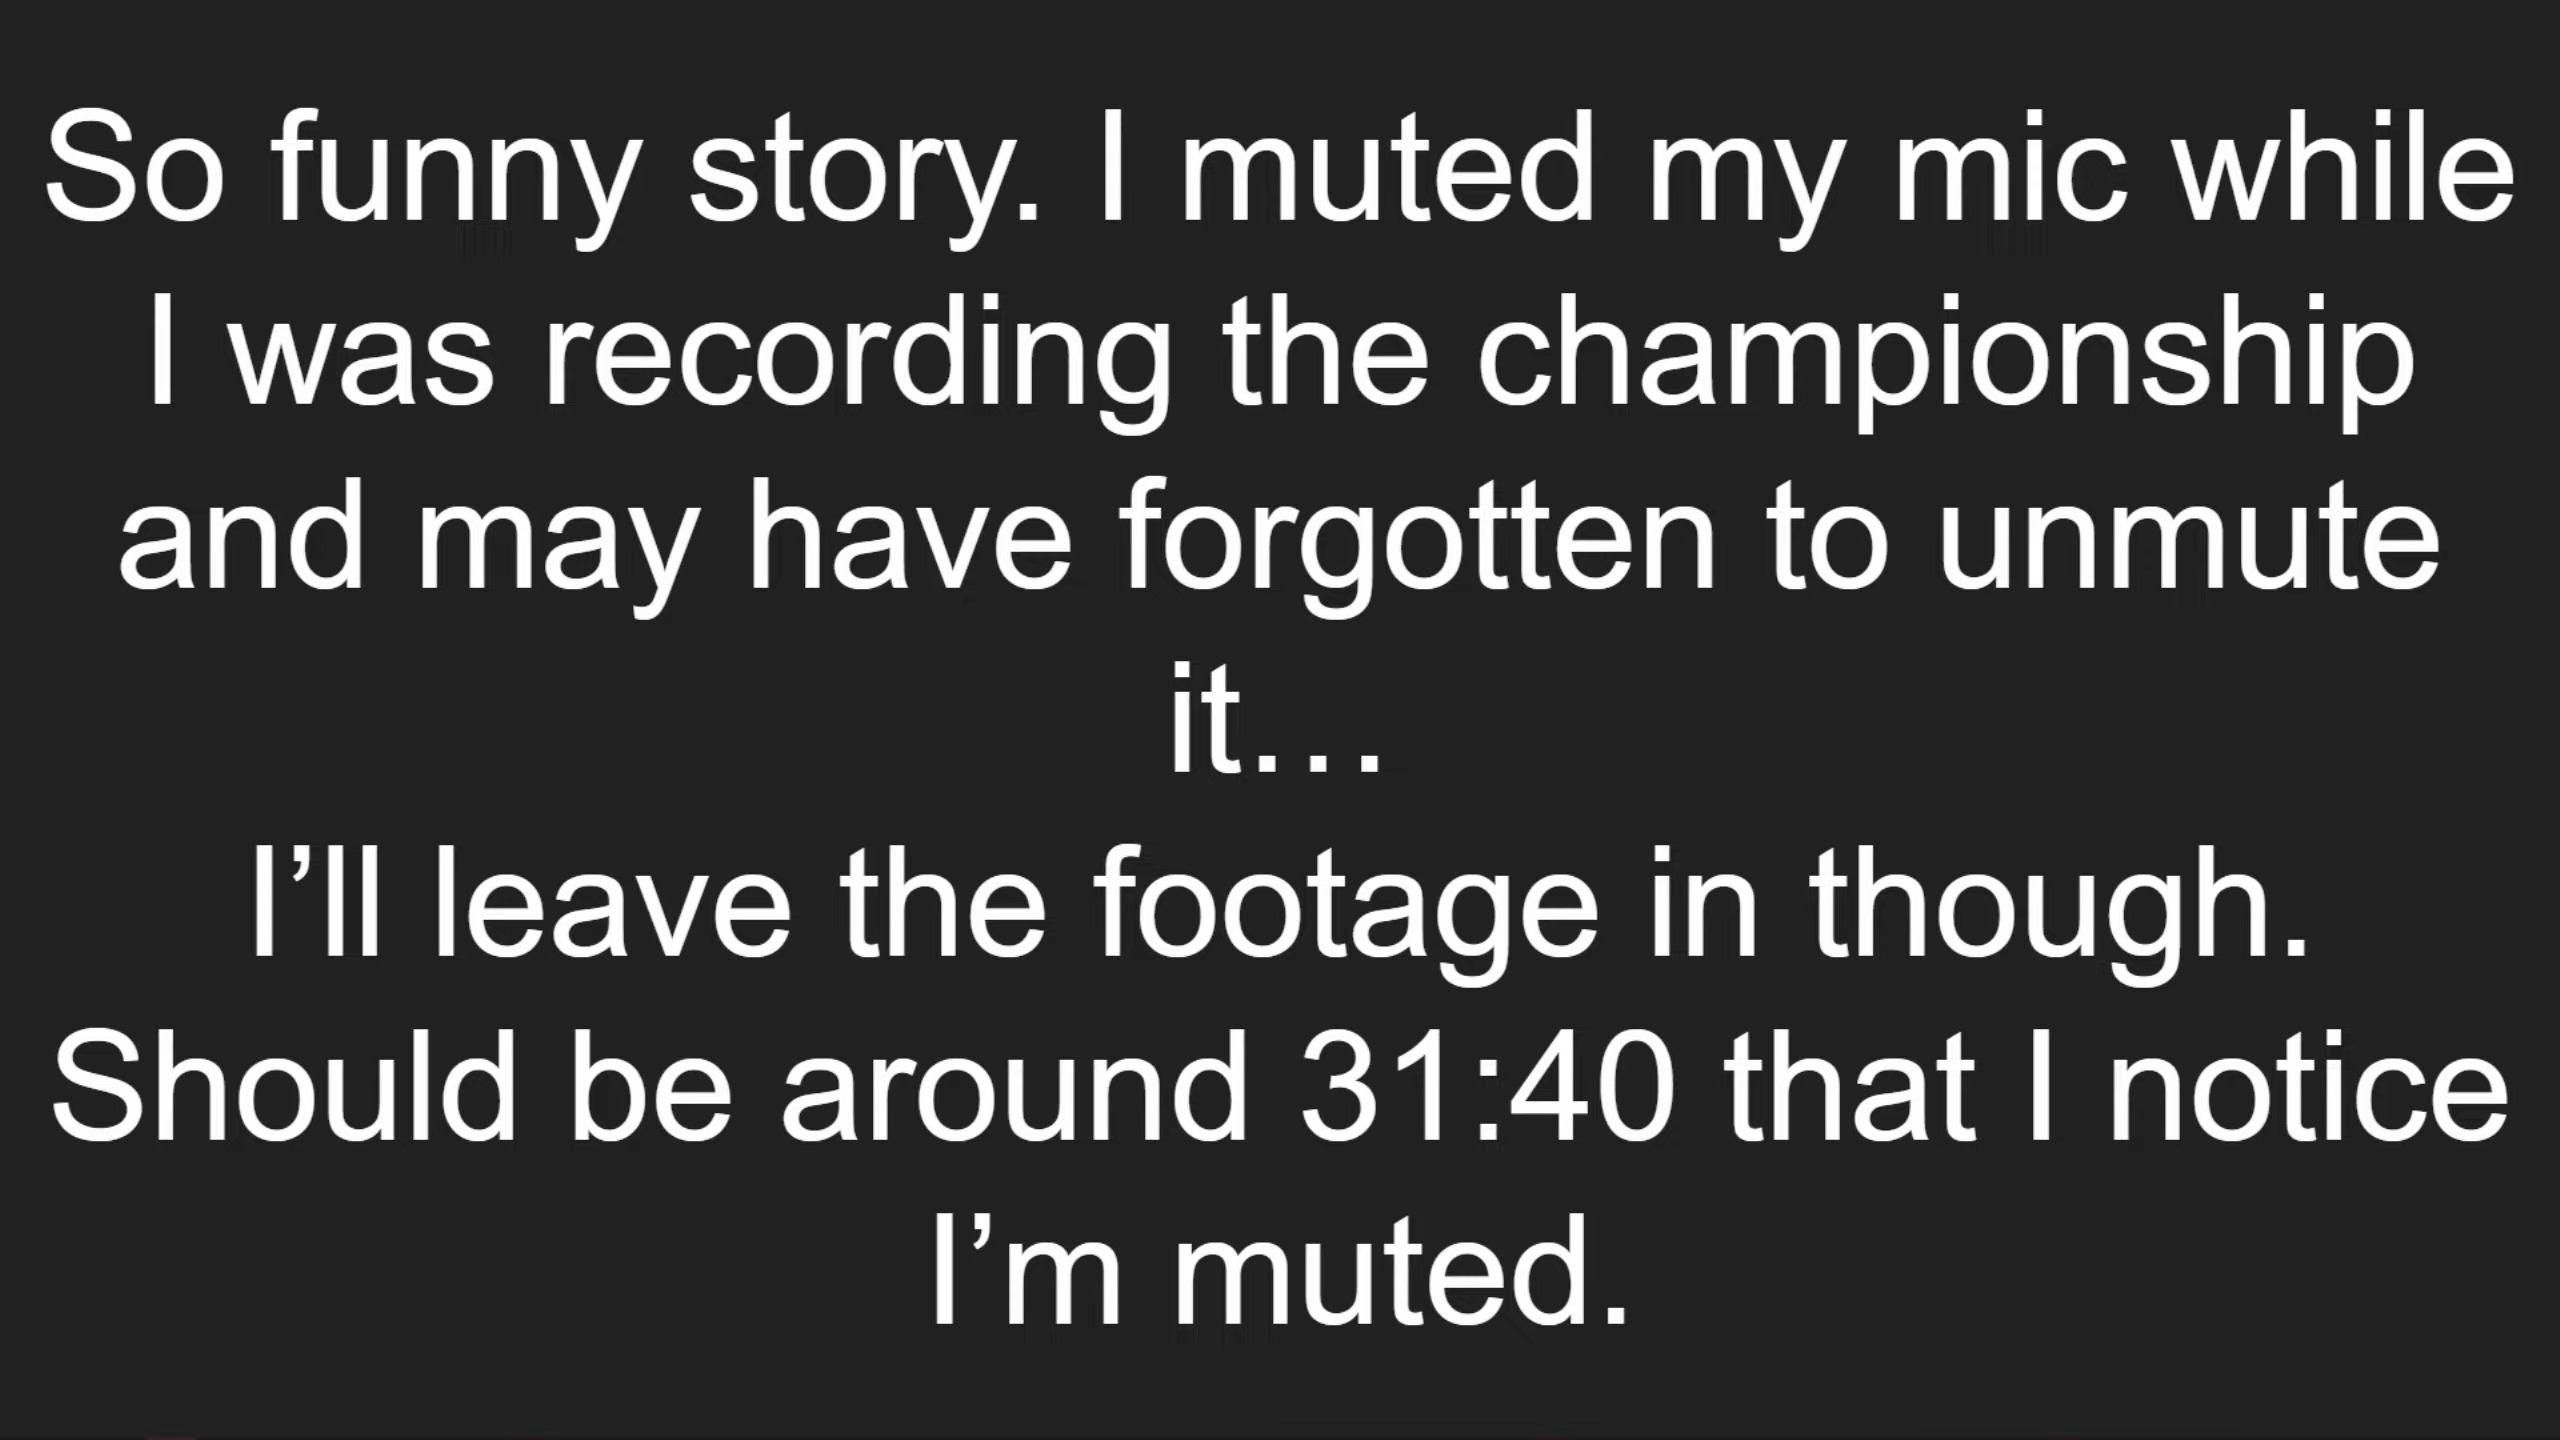 So funny story. I muted my mic while
I was recording the championship
and may have forgotten to unmute
it…
I’ll leave the footage in though.
Should be around 31:40 that I notice
I’m muted.